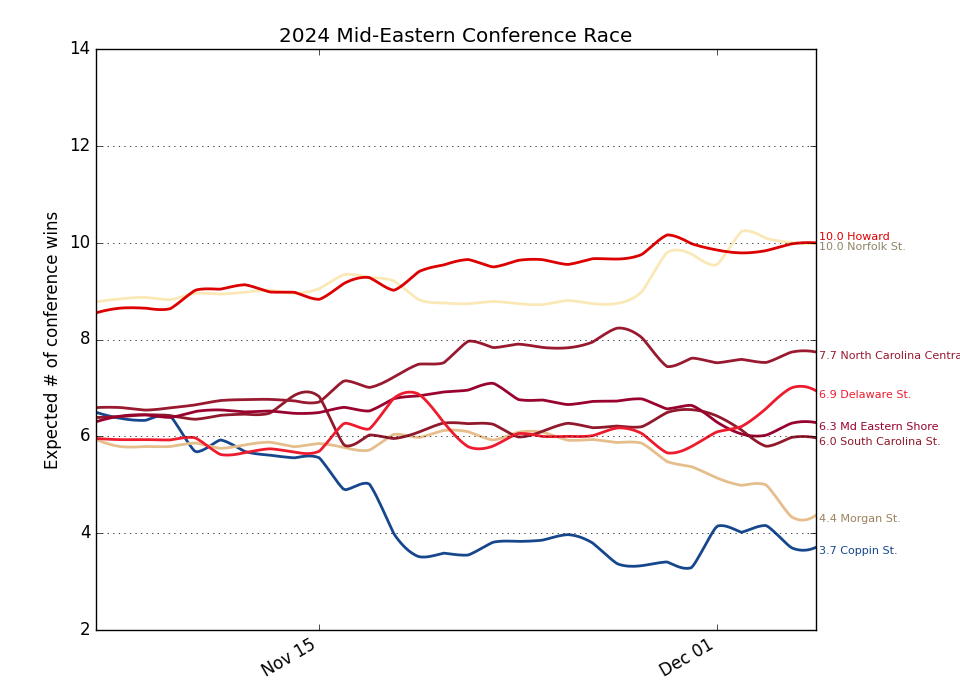 2024 Mid-Eastern Conference Race
Expected # of conference wins
14
12
10
8
6
4
2
10.0 Howard
10.0 Norfolk St.
7.7 North Carolina Centra
6.9 Delaware St.
6.3 Md Eastern Shore
6.0 South Carolina St.
4.4 Morgan St.
3.7 Coppin St.
Nov 15
Dec 01